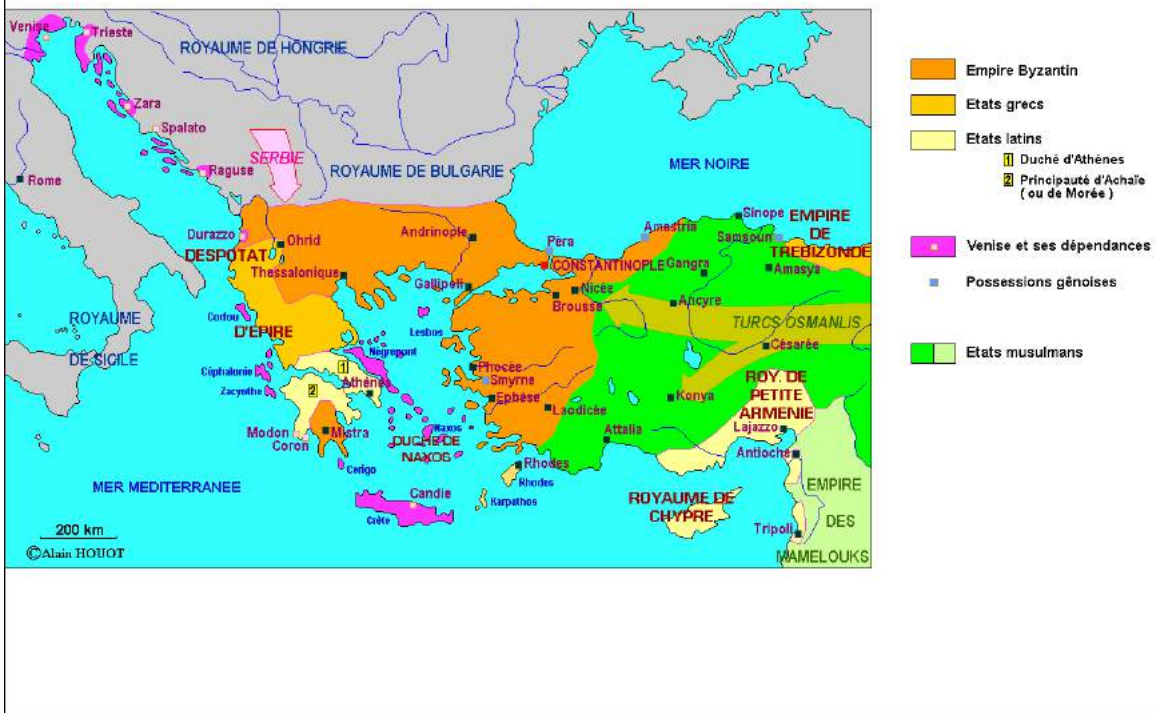 Venise
Trieste
ROYAUME DE HONGRIE
Zara
Spalato
SERBIE
Raguse
ROYAUME DE BULGARIE
MER NOIRE
Rome
Durazzo
Ohrid
Andrinople
Péra
Amastria
Sinope
Samsoun
EMPIRE
DE
TREBIZONDE
DESPOTAT
D'EPIRE
Thessalonique
CONSTANTINOPLE
Gangra
Amasya
Gallipoli
Nicée
Brousse
Ancyre
TURCS OSMANLIS
Césarée
ROYAUME
DE SICILE
Corfou
Lesbos
Négrepont
Céphalonie
Zacynthe
1
Athènes
2
Phocée
Smyrne
Ephèse
Laodicée
Konya
ROY. DE
PETITE
ARMENIE
Lajazzo
Modon
Coron
Mistra
Naxos
DUCHE DE
NAXOS
Attalia
Antioche
Cerigo
Rhodes
Rhodes
Karpathos
EMPIRE
DES
MAMELOUKS
MER MEDITERRANEE
Candie
Crète
ROYAUME DE
CHYPRE
Tripoli
200 km
©Alain HOUOT
Empire Byzantin
Etats grecs
Etats latins
1 Duché d'Athènes
2 Principauté d'Achaïe
( ou de Morée )
Venise et ses dépendances
Possessions gênoises
Etats musulmans